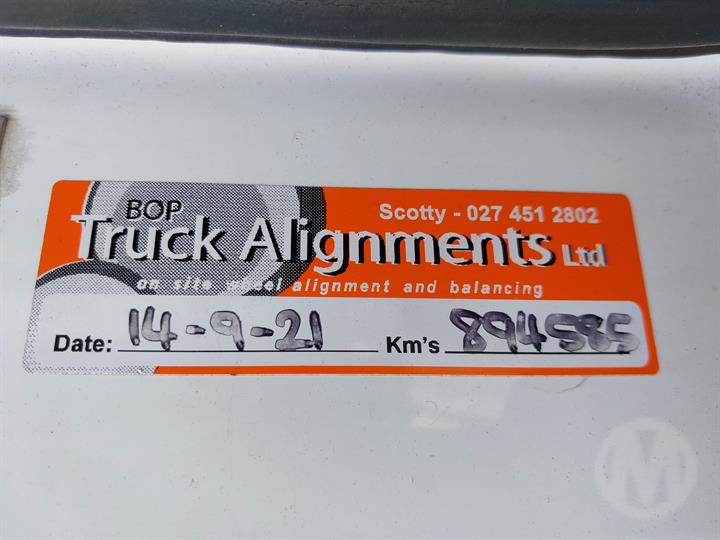 BOP
Scotty - 027 451 2802
Truck Alignments Ltd
on site wheel alignment and balancing
Date: 14-9-21 Km's 894585
M